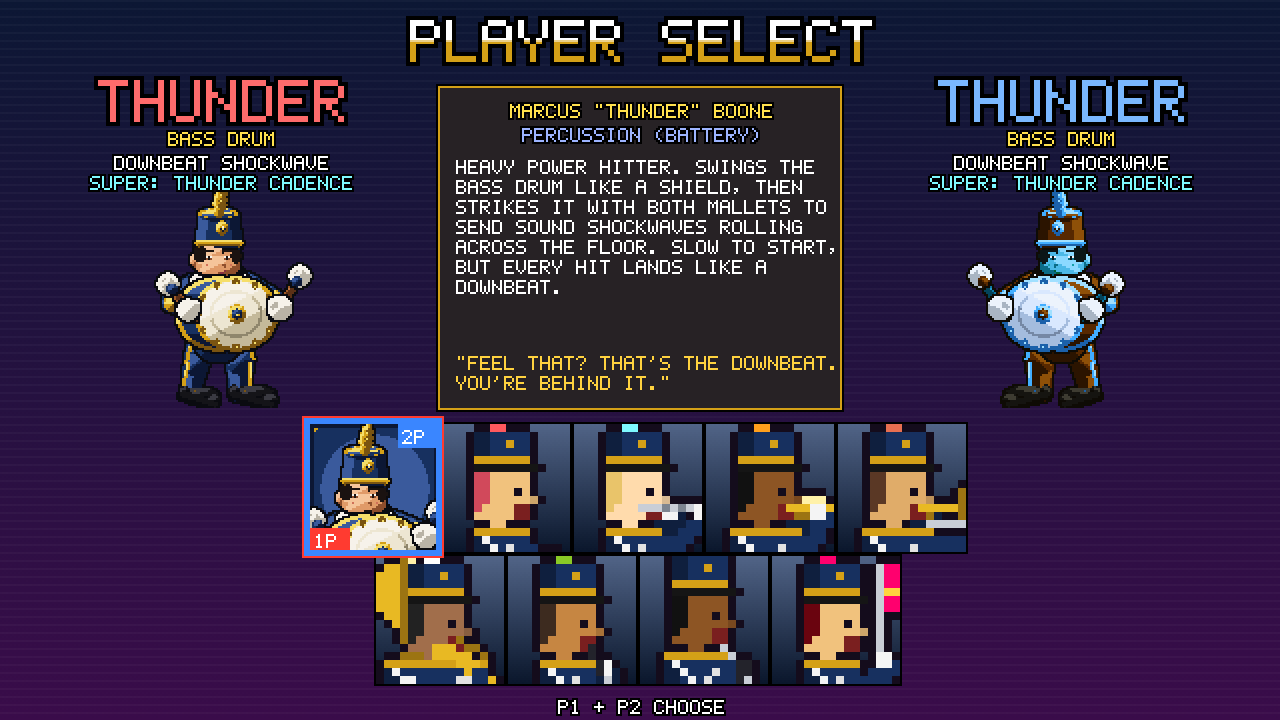 PLAYER SELECT
THUNDER
BASS DRUM
DOWNBEAT SHOCKWAVE
SUPER: THUNDER CADENCE
MARCUS "THUNDER" BOONE
PERCUSSION (BATTERY)
HEAVY POWER HITTER. SWINGS THE
BASS DRUM LIKE A SHIELD, THEN
STRIKES IT WITH BOTH MALLETS TO
SEND SOUND SHOCKWAVES ROLLING
ACROSS THE FLOOR. SLOW TO START,
BUT EVERY HIT LANDS LIKE A
DOWNBEAT.
"FEEL THAT? THAT'S THE DOWNBEAT.
YOU'RE BEHIND IT."
THUNDER
BASS DRUM
DOWNBEAT SHOCKWAVE
SUPER: THUNDER CADENCE
2P
1P
P1 + P2 CHOOSE